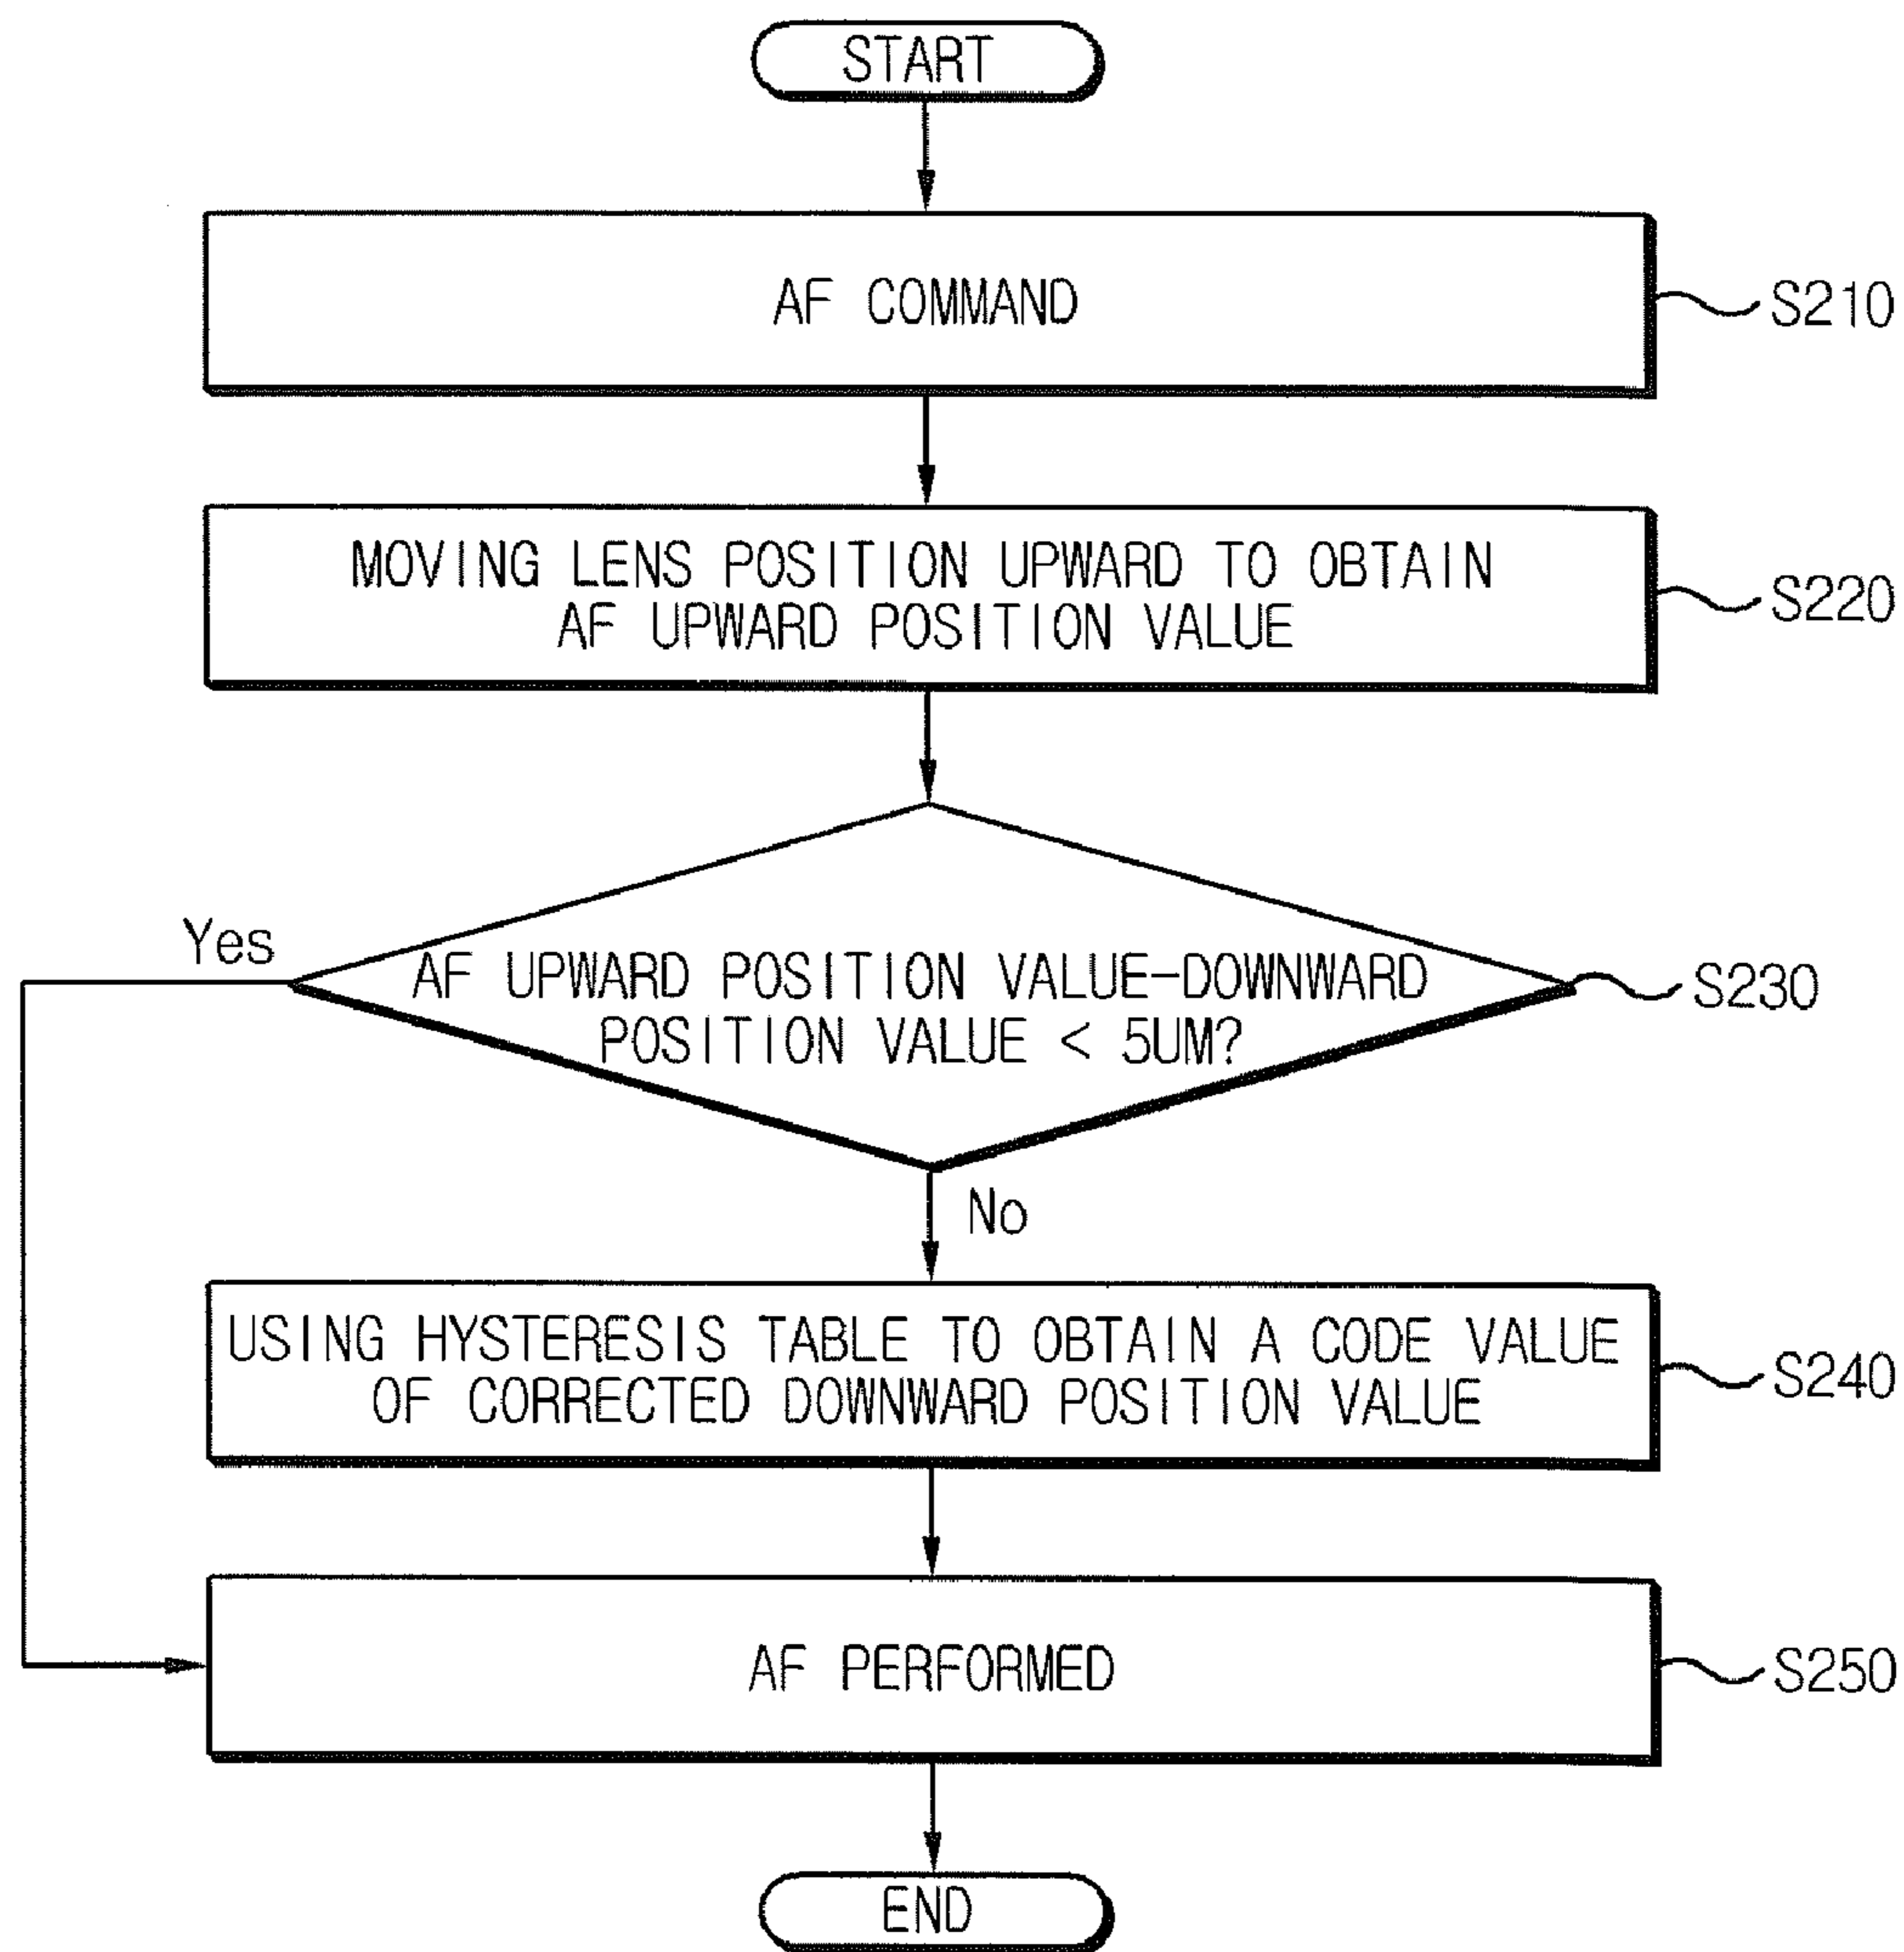 START
AF COMMAND
S210
MOVING LENS POSITION UPWARD TO OBTAIN
AF UPWARD POSITION VALUE
S220
Yes
AF UPWARD POSITION VALUE-DOWNWARD
POSITION VALUE < 5UM?
S230
No
USING HYSTERESIS TABLE TO OBTAIN A CODE VALUE
OF CORRECTED DOWNWARD POSITION VALUE
S240
AF PERFORMED
S250
END